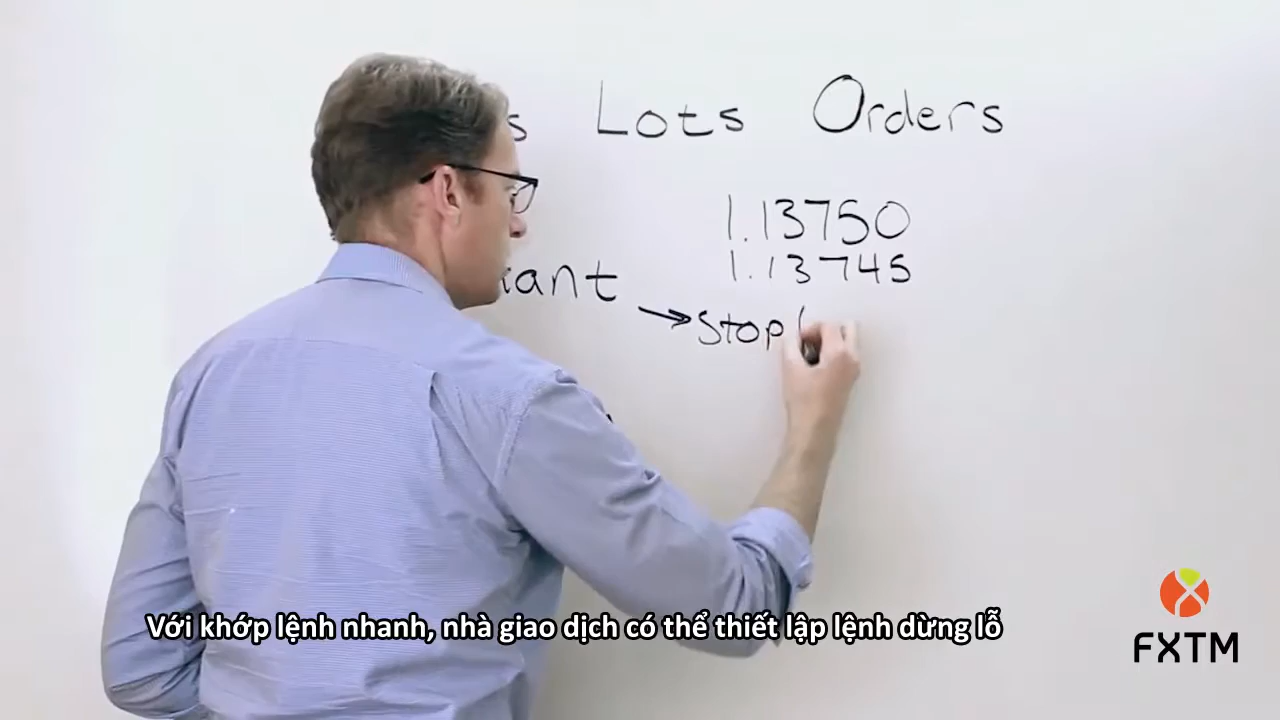 Lots Orders
1.13750
1.13745
→ Stop
Với khớp lệnh nhanh, nhà giao dịch có thể thiết lập lệnh dừng lỗ
FXTM